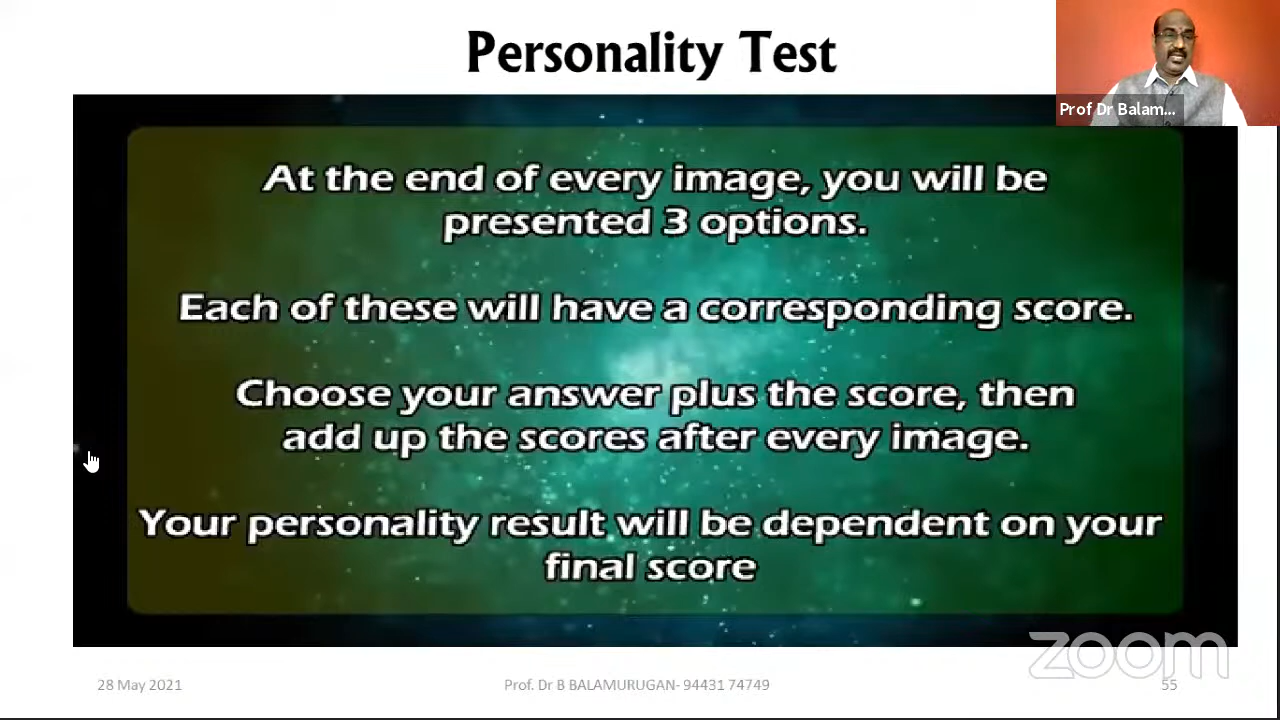 Personality Test
Prof Dr Balam...
At the end of every image, you will be
presented 3 options.
Each of these will have a corresponding score.
Choose your answer plus the score, then
add up the scores after every image.
Your personality result will be dependent on your
final score
zoom
28 May 2021
Prof. Dr B BALAMURUGAN- 94431 74749
55